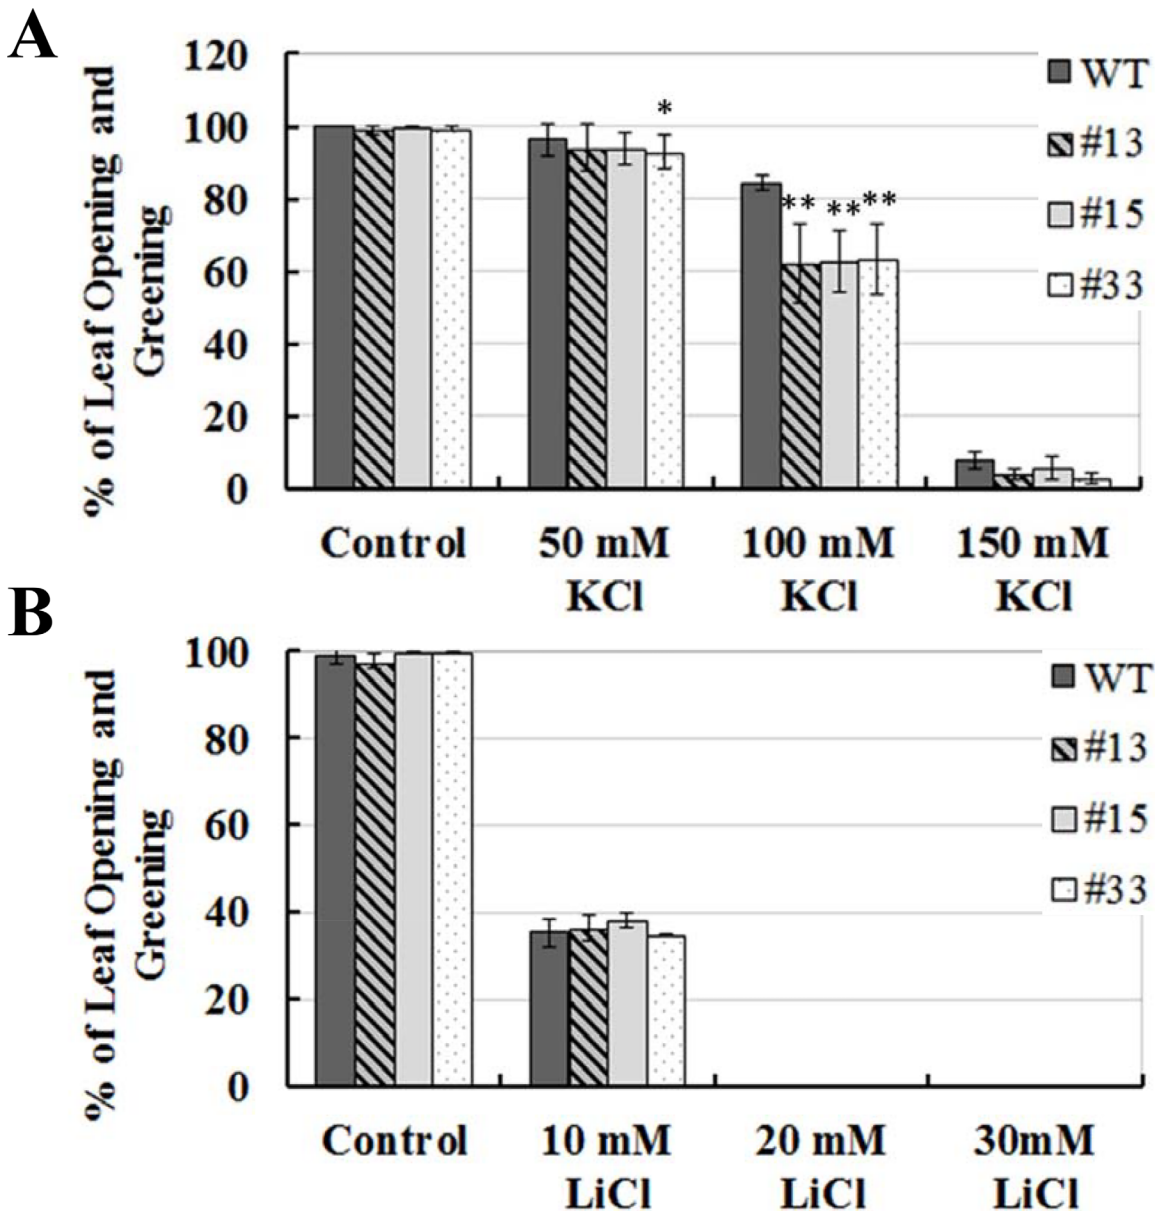 A
% of Leaf Opening and
Greening
120
100
80
60
40
20
0
*
** ** **
WT
#13
#15
#33
Control
50 mM
KCl
100 mM
KCl
150 mM
KCl
B
% of Leaf Opening and
Greening
100
80
60
40
20
0
WT
#13
#15
#33
Control
10 mM
LiCl
20 mM
LiCl
30mM
LiCl